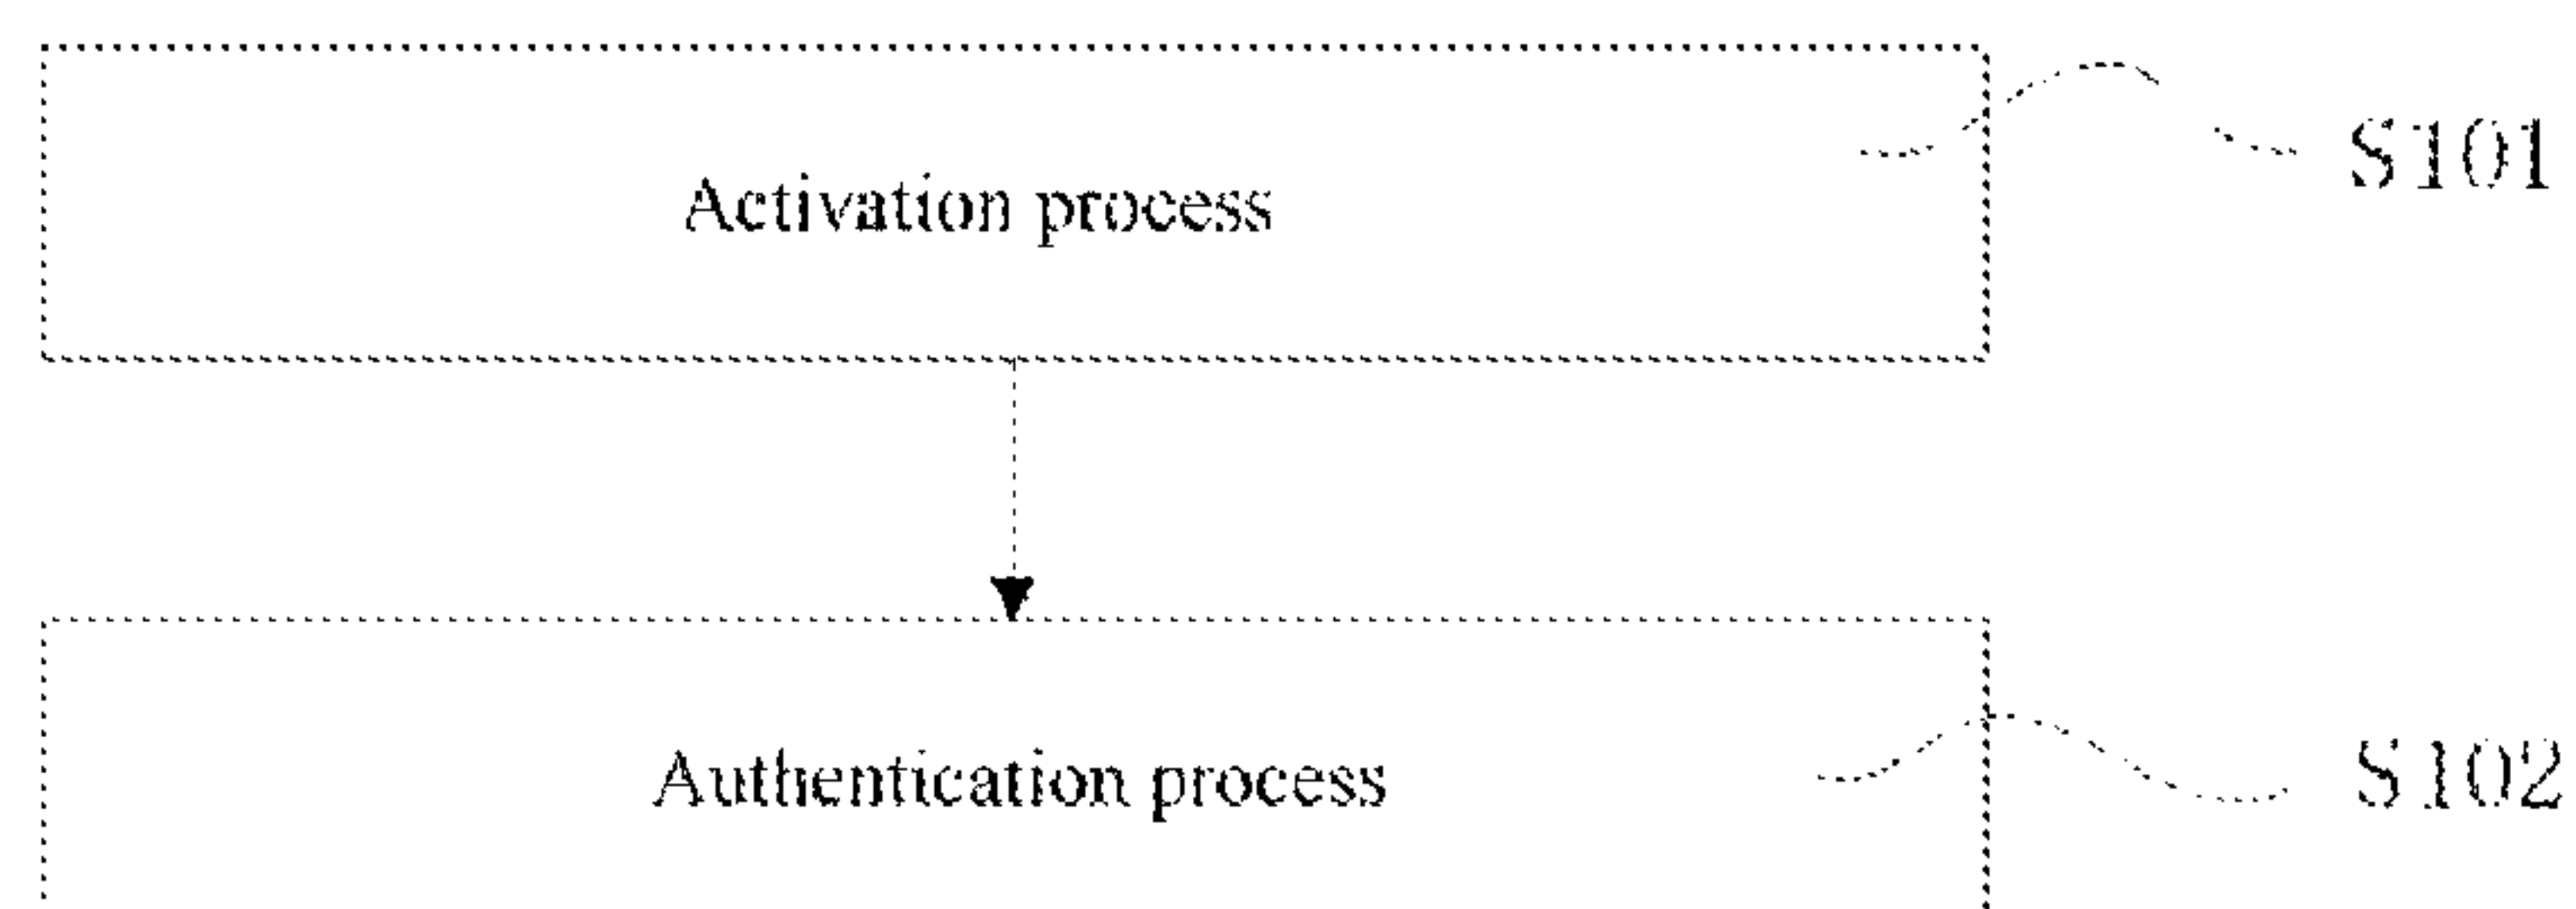 Activation process
S101
Authentication process
S102